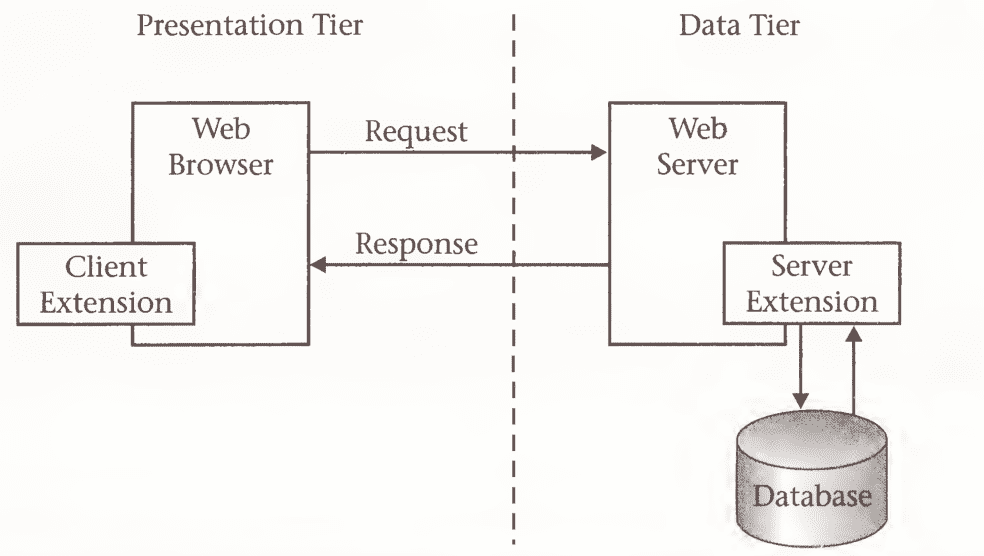 Presentation Tier
Data Tier
Web
Browser
Request
Web
Server
Response
Client
Extension
Server
Extension
Database